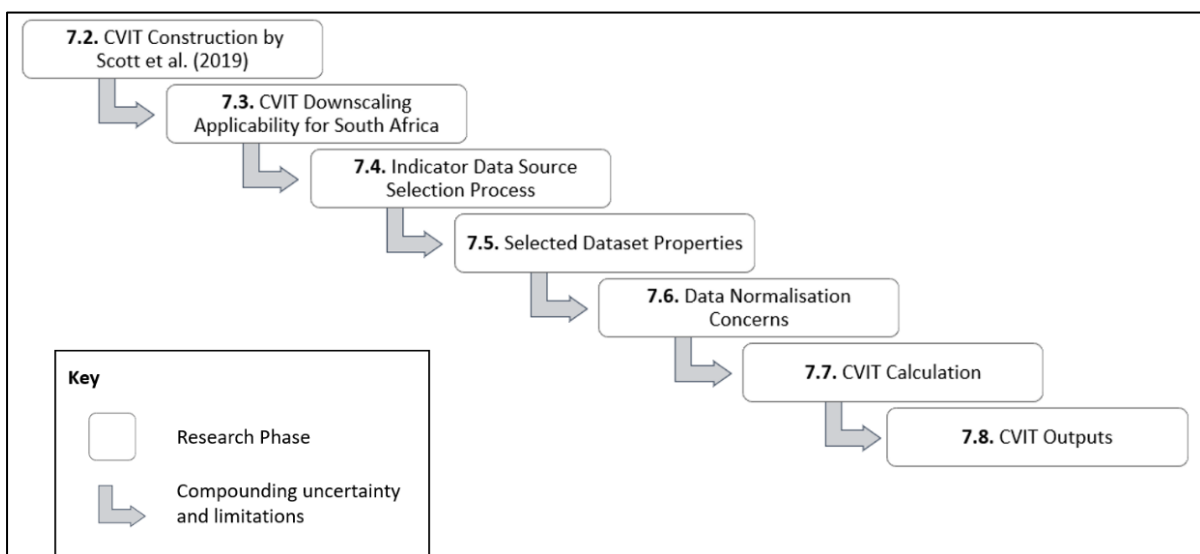 7.2. CVIT Construction by
Scott et al. (2019)
7.3. CVIT Downscaling
Applicability for South Africa
7.4. Indicator Data Source
Selection Process
7.5. Selected Dataset Properties
7.6. Data Normalisation
Concerns
7.7. CVIT Calculation
7.8. CVIT Outputs
Key
Research Phase
Compounding uncertainty
and limitations